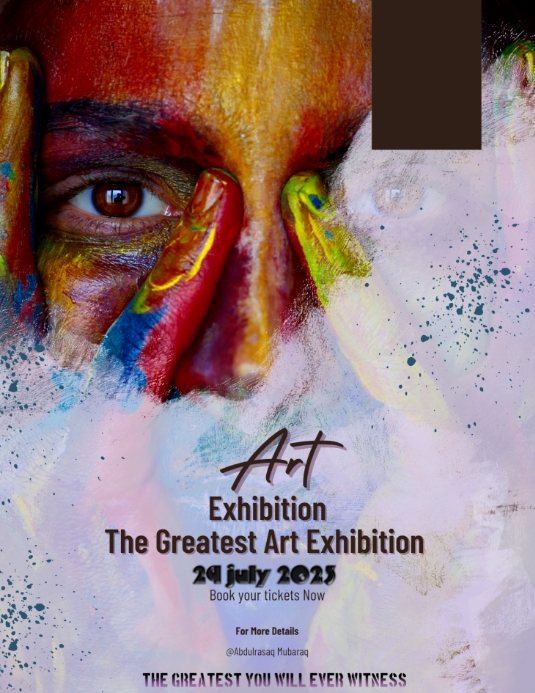 Art
Exhibition
The Greatest Art Exhibition
29 july 2025
Book your tickets Now
For More Details
@Abdulrasaq Mubaraq
THE GREATEST YOU WILL EVER WITNESS